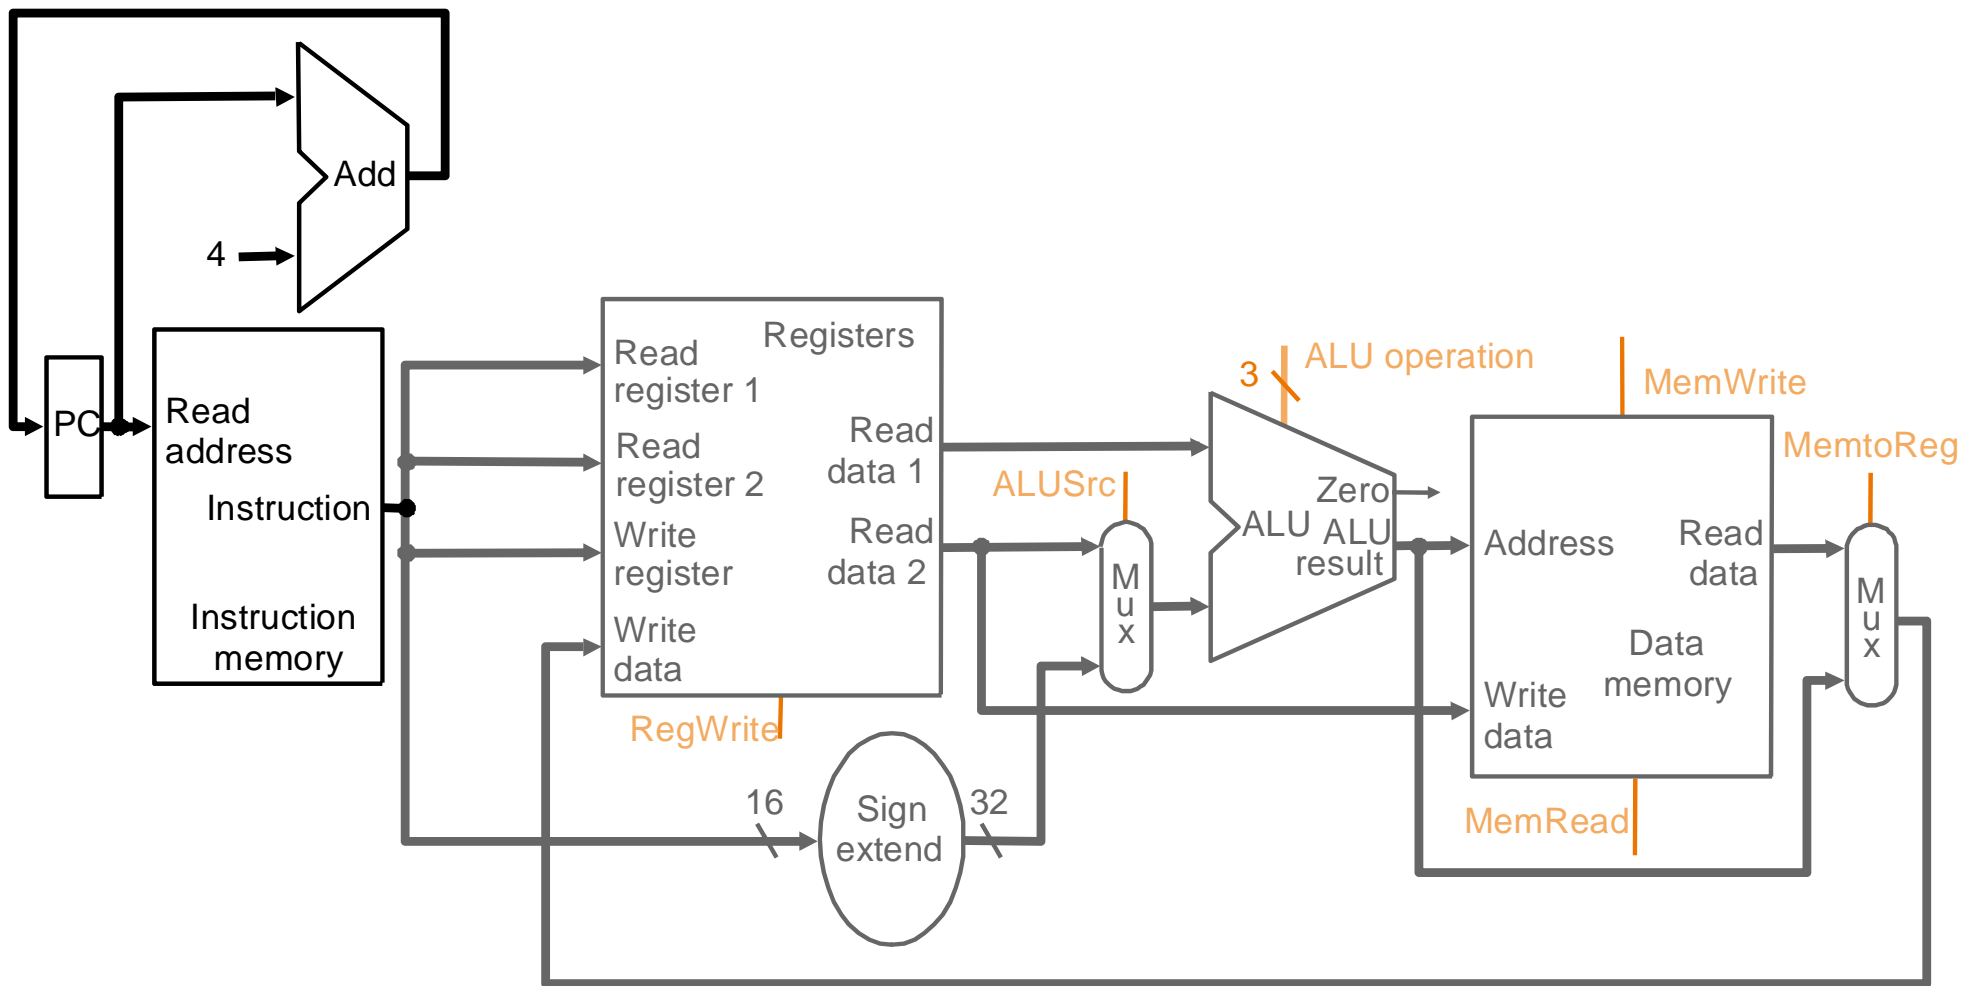 Add
4
PC
Read
address
Instruction
Instruction
memory
Registers
Read
register 1
Read
register 2
Write
register
Write
data
Read
data 1
Read
data 2
RegWrite
16
Sign
extend
32
ALUSrc
M
u
x
3
ALU operation
Zero
ALU
ALU
result
MemWrite
Address
Read
data
Data
memory
Write
data
MemRead
MemtoReg
M
u
x